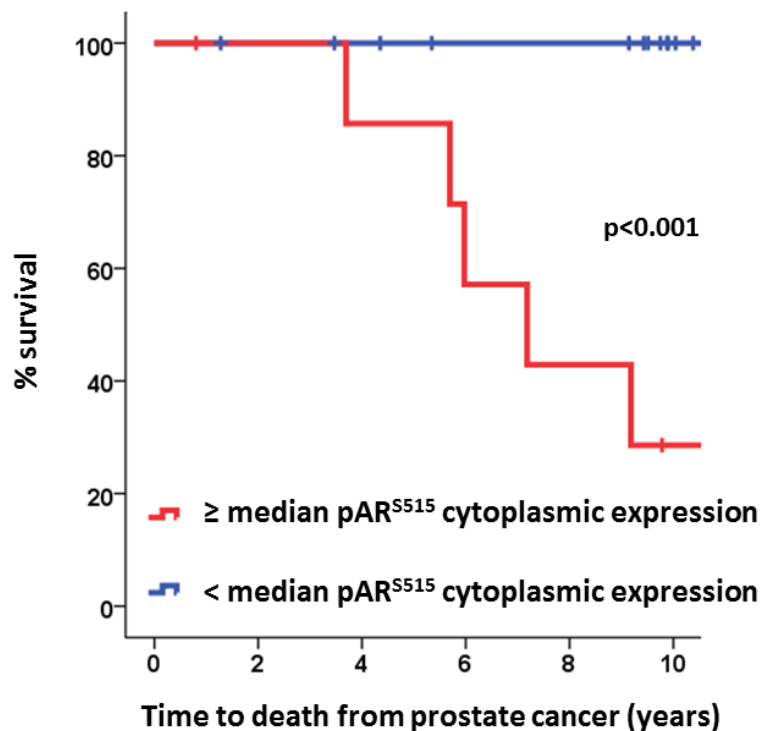 100
80
60
40
20
0
% survival
p<0.001
≥ median pAR^S515 cytoplasmic expression
< median pAR^S515 cytoplasmic expression
0 2 4 6 8 10
Time to death from prostate cancer (years)